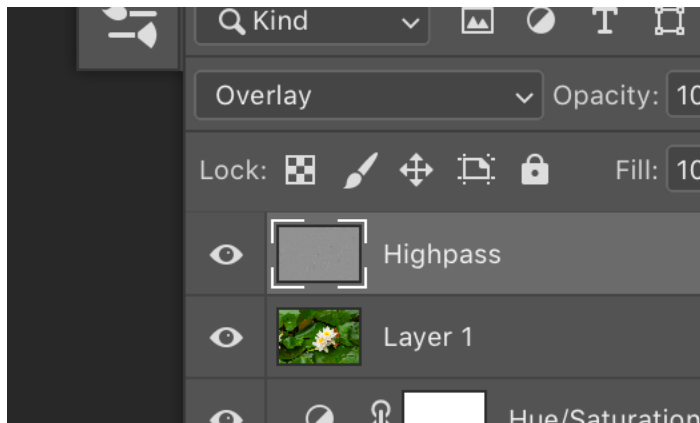 Kind
Overlay
Opacity: 10
Lock:
Fill: 10
Highpass
Layer 1
Hue/Saturation